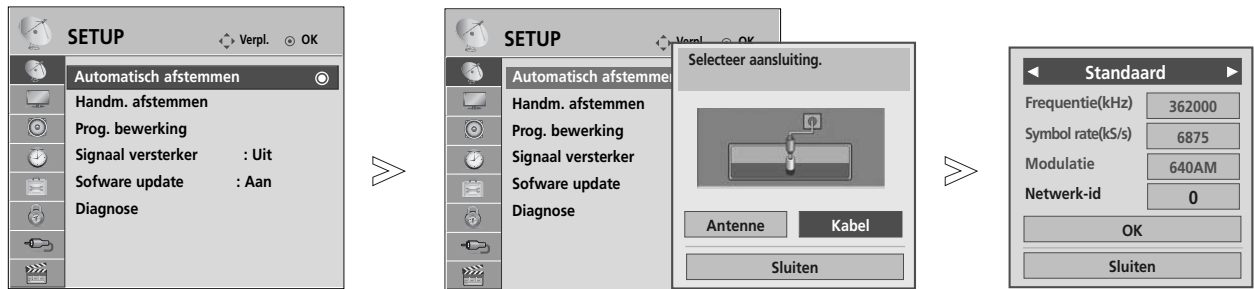 SETUP
Verpl. OK
Automatisch afstemmen
Handm. afstemmen
Prog. bewerking
Signaal versterker : Uit
Sofware update : Aan
Diagnose
SETUP
Verpl. OK
Automatisch afstemmen
Handm. afstemmen
Prog. bewerking
Signaal versterker
Sofware update
Diagnose
Selecteer aansluiting.
Antenne Kabel
Sluiten
Standaard
Frequentie(kHz) 362000
Symbol rate(kS/s) 6875
Modulatie 640AM
Netwerk-id 0
OK
Sluiten